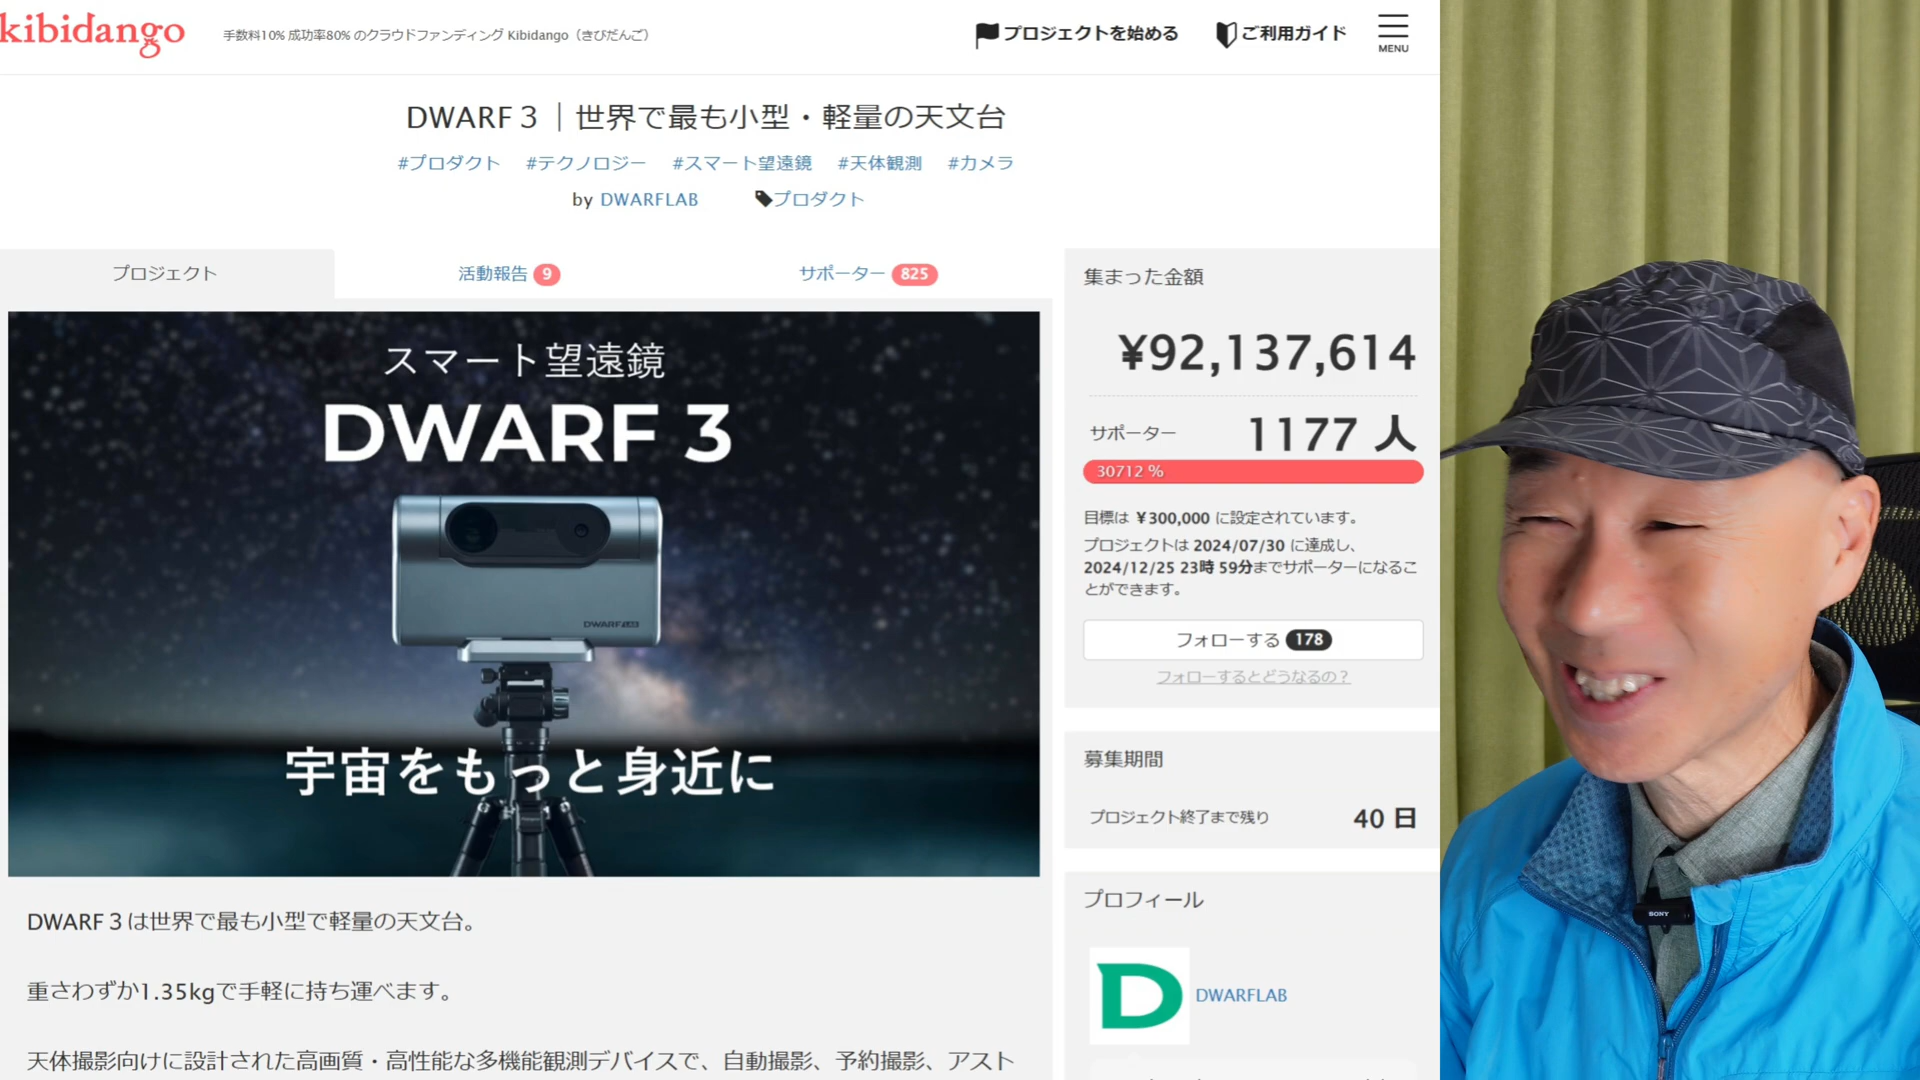 kibidango
手数料10% 成功率80% のクラウドファンディング Kibidango（きびだんご）
プロジェクトを始める
ご利用ガイド
MENU
DWARF 3 ｜世界で最も小型・軽量の天文台
#プロダクト #テクノロジー #スマート望遠鏡 #天体観測 #カメラ
by DWARFLAB プロダクト
プロジェクト
活動報告 9
サポーター 825
スマート望遠鏡
DWARF 3
DWARFLAB
宇宙をもっと身近に
DWARF 3 は世界で最も小型で軽量の天文台。
重さわずか1.35kgで手軽に持ち運べます。
天体撮影向けに設計された高画質・高性能な多機能観測デバイスで、自動撮影、予約撮影、アスト
集まった金額
¥92,137,614
サポーター 1177 人
30712 %
目標は ¥300,000 に設定されています。
プロジェクトは 2024/07/30 に達成し、
2024/12/25 23時 59分までサポーターになるこ
とができます。
フォローする 178
フォローするとどうなるの？
募集期間
プロジェクト終了まで残り 40 日
プロフィール
D
DWARFLAB
SONY